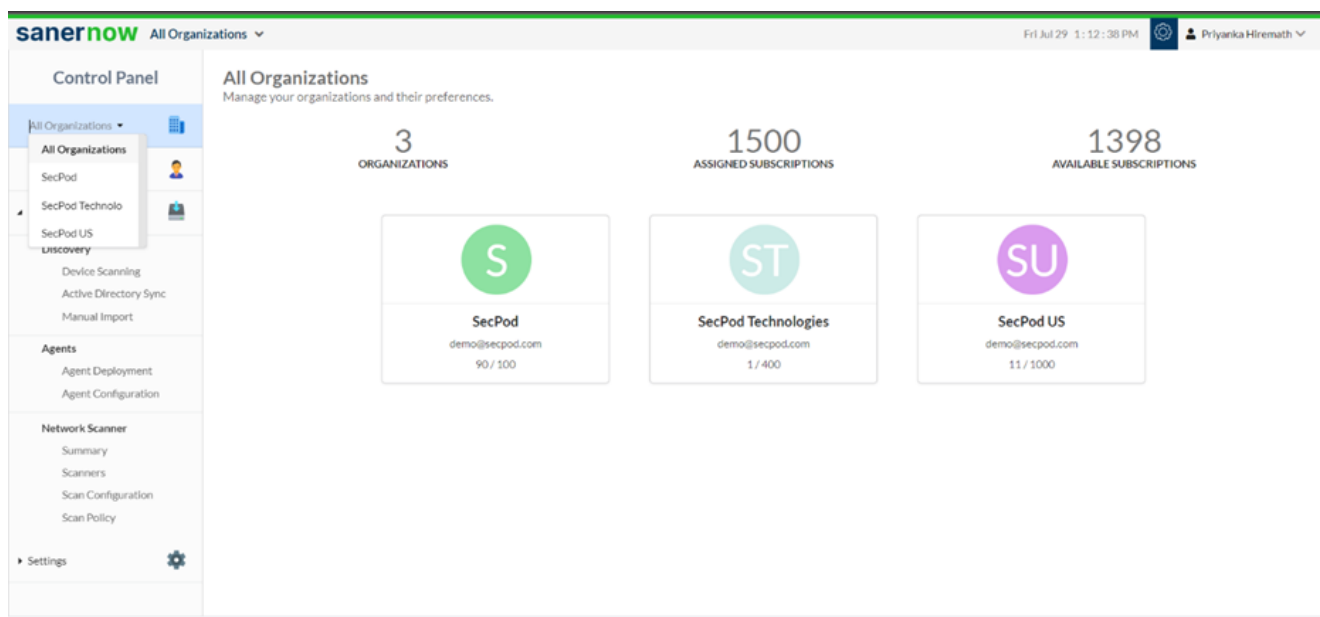 sanernow All Organizations
Fri Jul 29 1:12:38 PM Priyanka Hiremath
Control Panel
All Organizations
All Organizations
SecPod
SecPod Technolo
SecPod US
Discovery
Device Scanning
Active Directory Sync
Manual Import
Agents
Agent Deployment
Agent Configuration
Network Scanner
Summary
Scanners
Scan Configuration
Scan Policy
Settings
All Organizations
Manage your organizations and their preferences.
3
ORGANIZATIONS
1500
ASSIGNED SUBSCRIPTIONS
1398
AVAILABLE SUBSCRIPTIONS
S
SecPod
demo@secpod.com
90 / 100
ST
SecPod Technologies
demo@secpod.com
1 / 400
SU
SecPod US
demo@secpod.com
11 / 1000